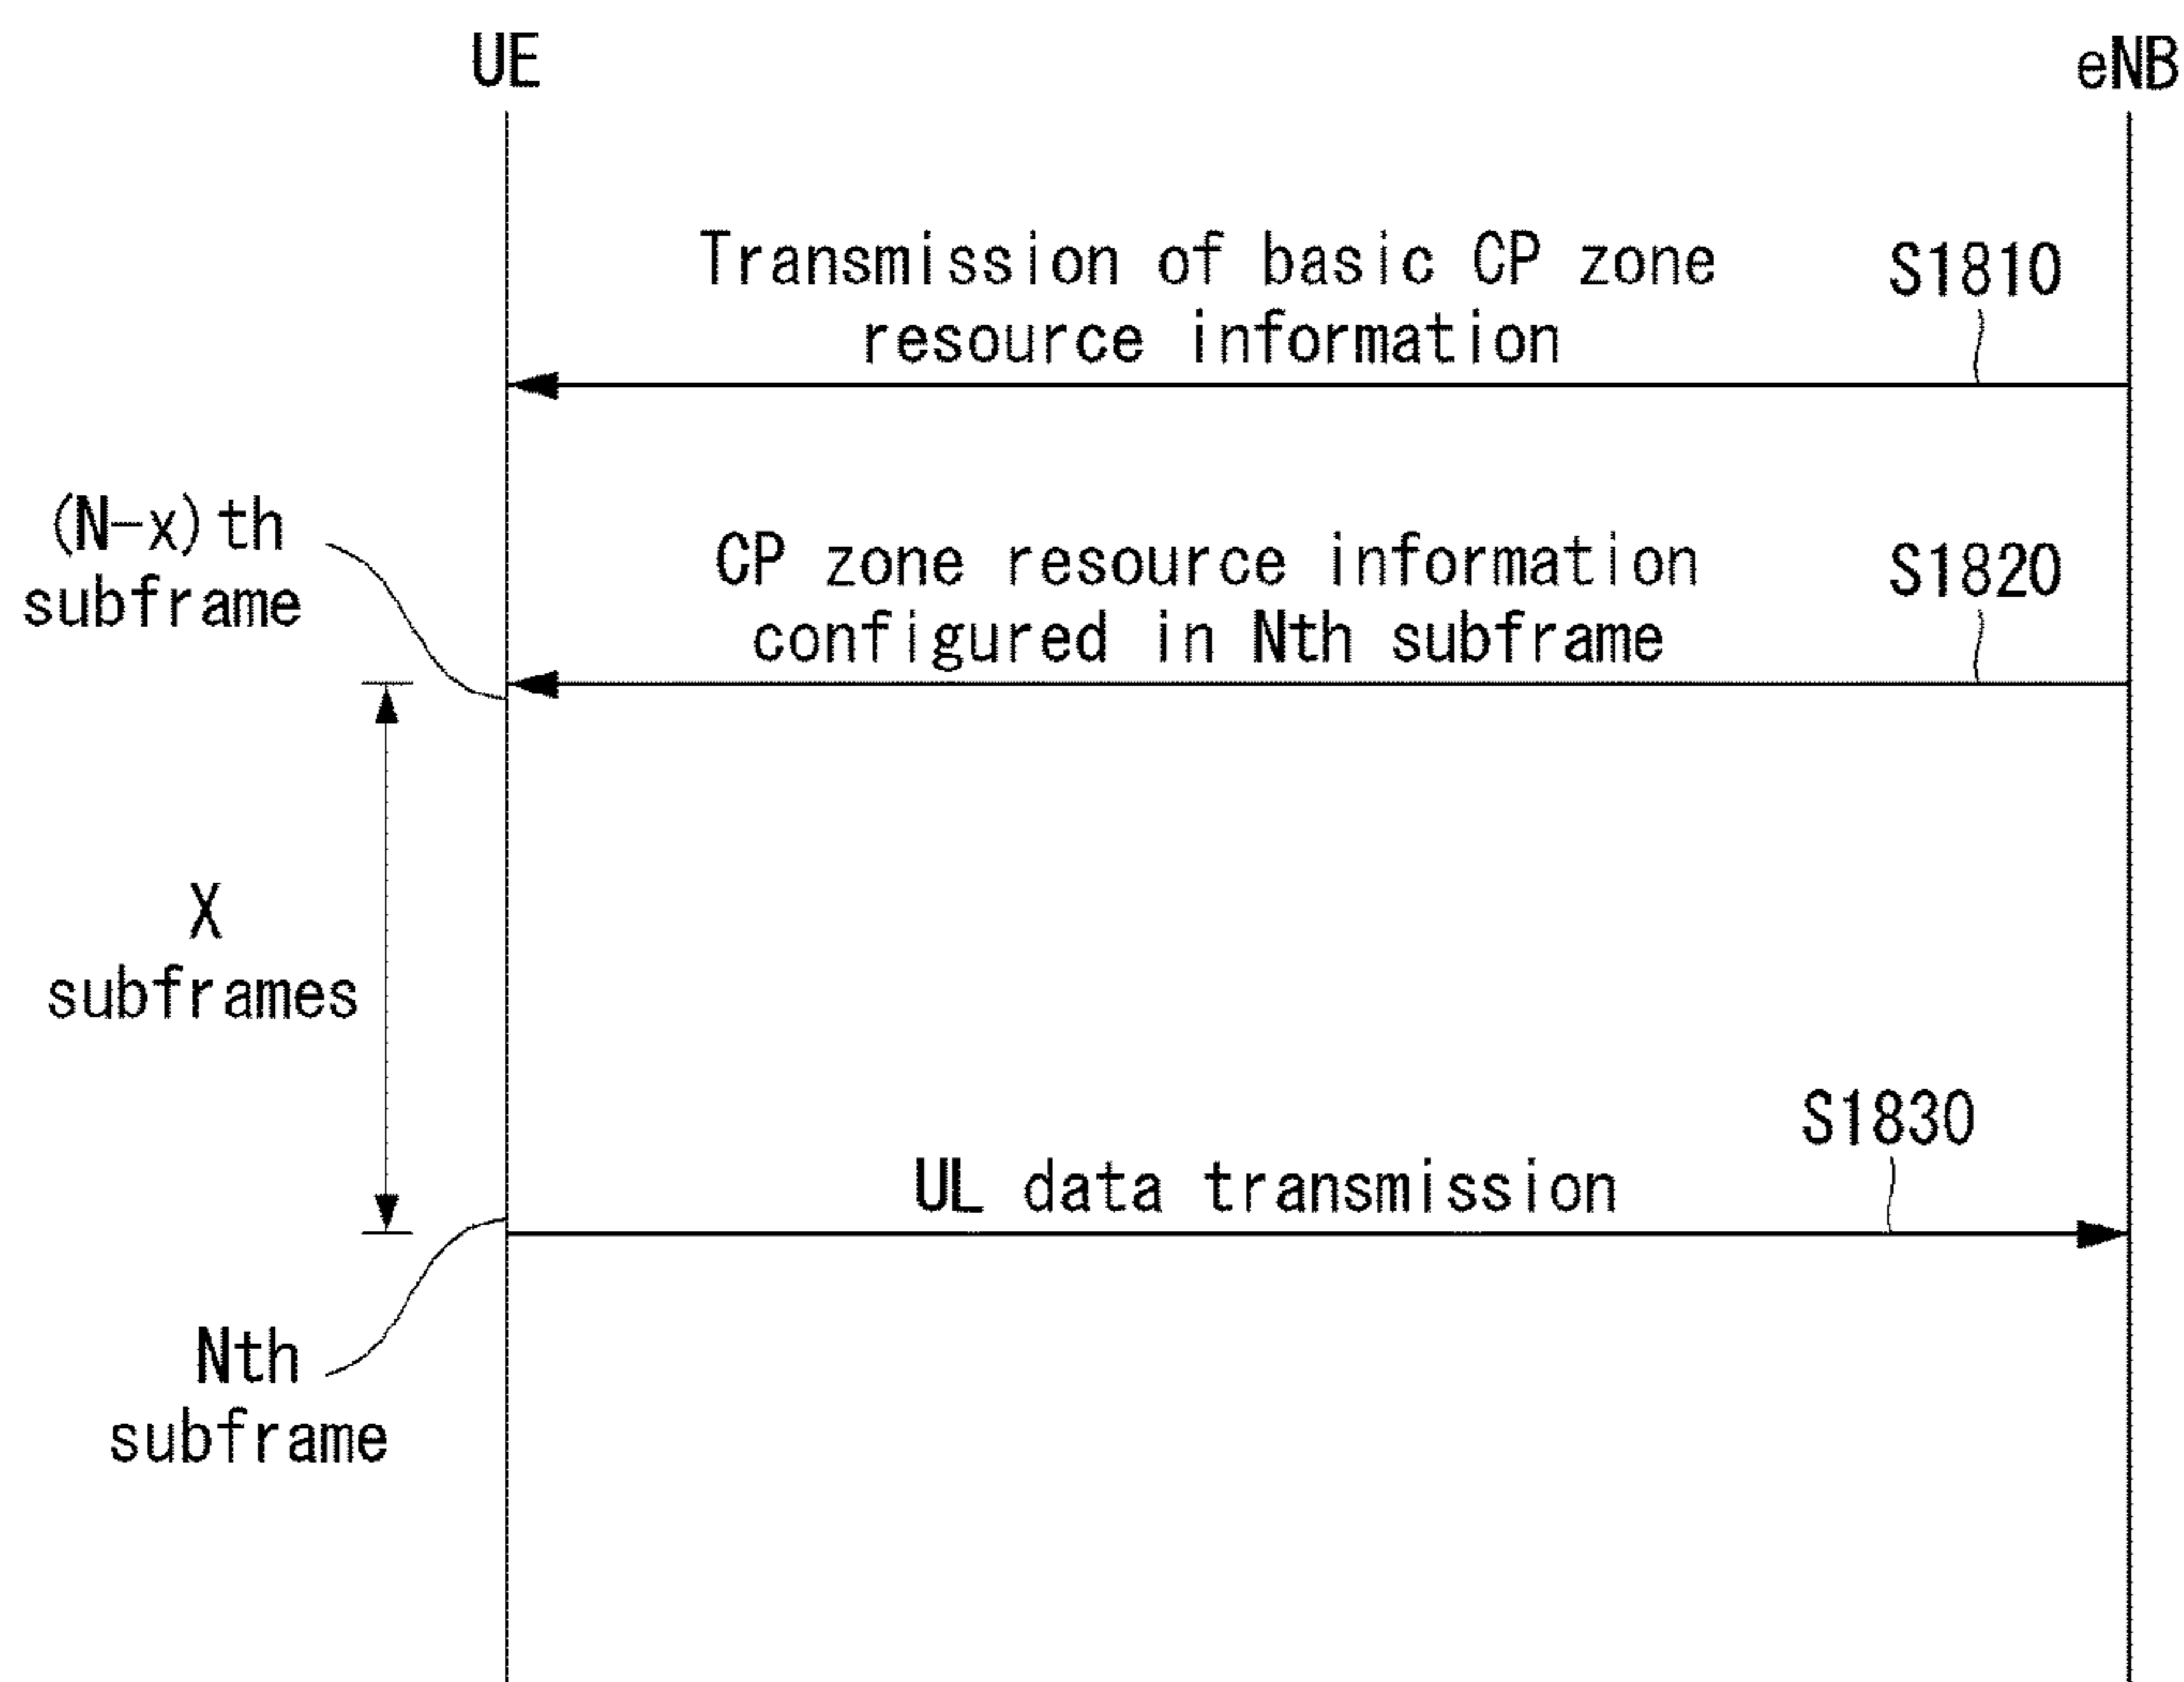 UE
eNB
Transmission of basic CP zone
resource information
S1810
(N-x)th
subframe
CP zone resource information
configured in Nth subframe
S1820
X
subframes
S1830
UL data transmission
Nth
subframe